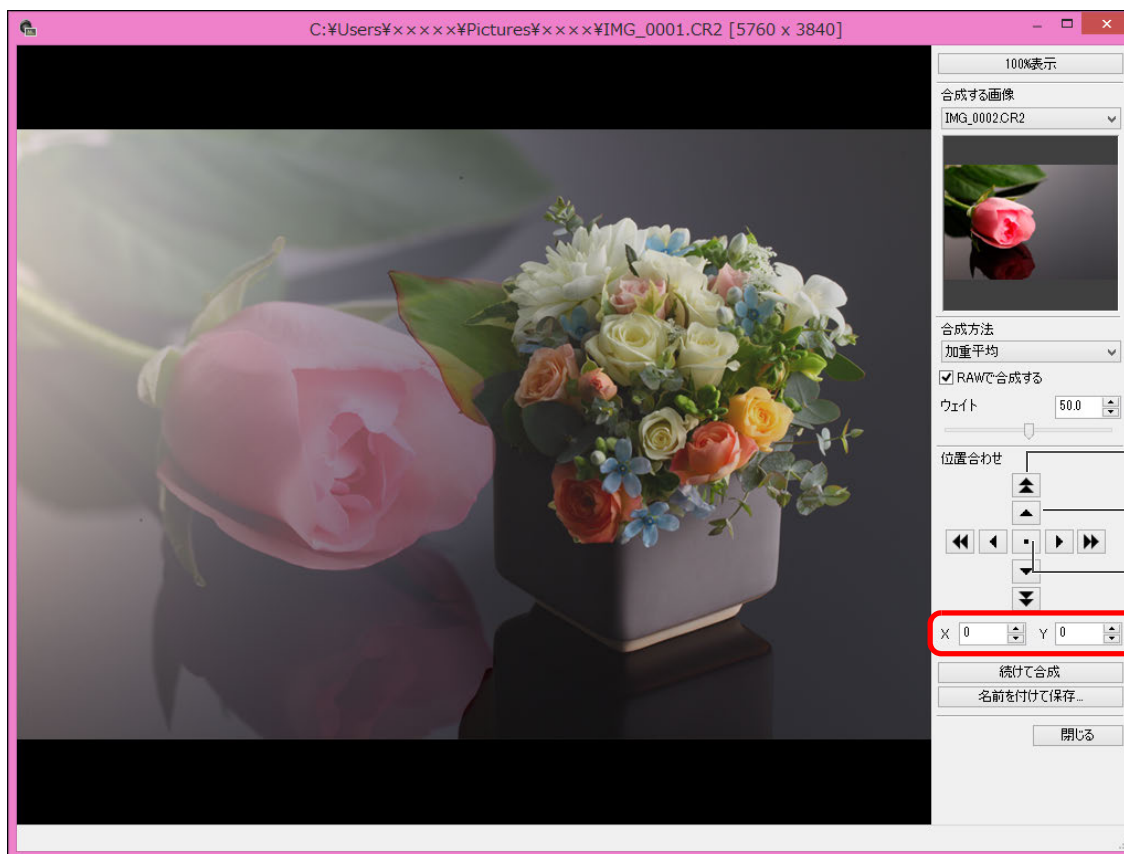 C:¥Users¥×××××¥Pictures¥××××¥IMG_0001.CR2 [5760 x 3840]
100%表示
合成する画像
IMG_0002.CR2
合成方法
加重平均
RAWで合成する
ウェイト 50.0
位置合わせ
X 0 Y 0
続けて合成
名前を付けて保存...
閉じる